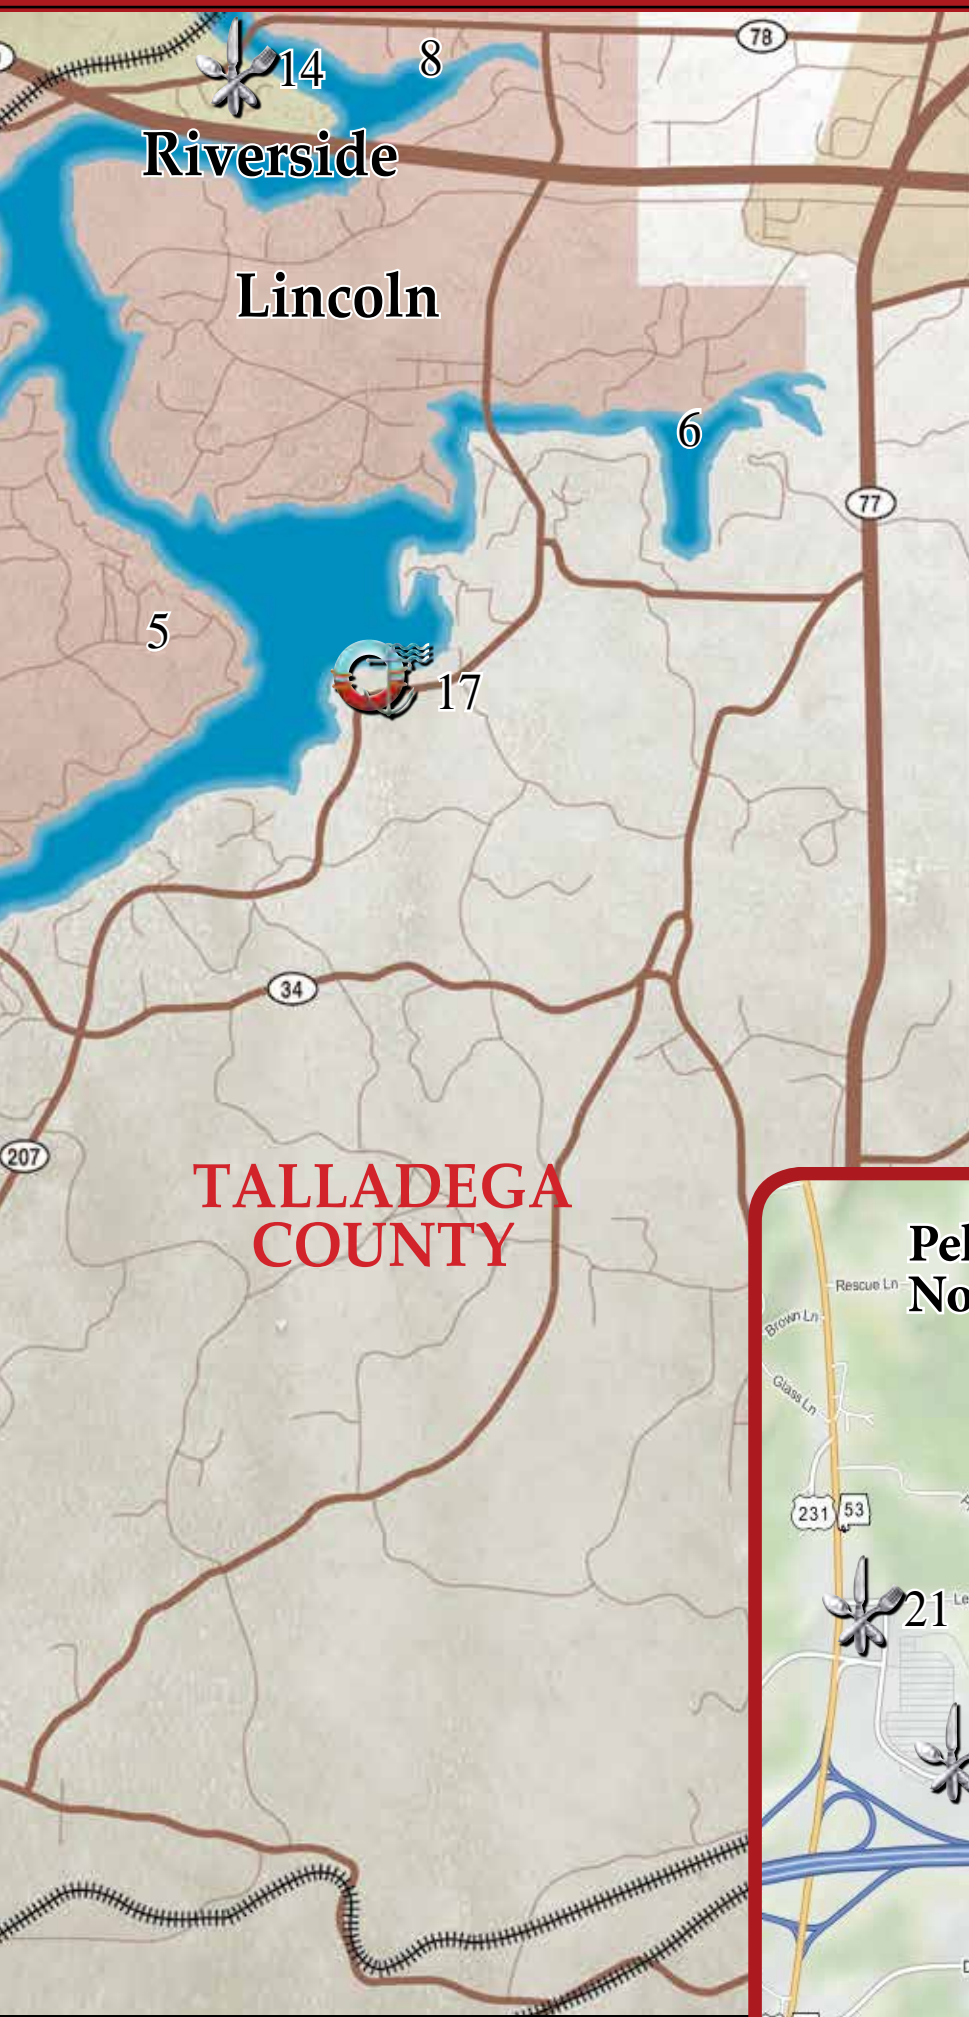 78
8
14
Riverside
Lincoln
6
77
5
17
34
207
TALLADEGA
COUNTY
Rescue Ln
Brown Ln
Glass Ln
231
53
21